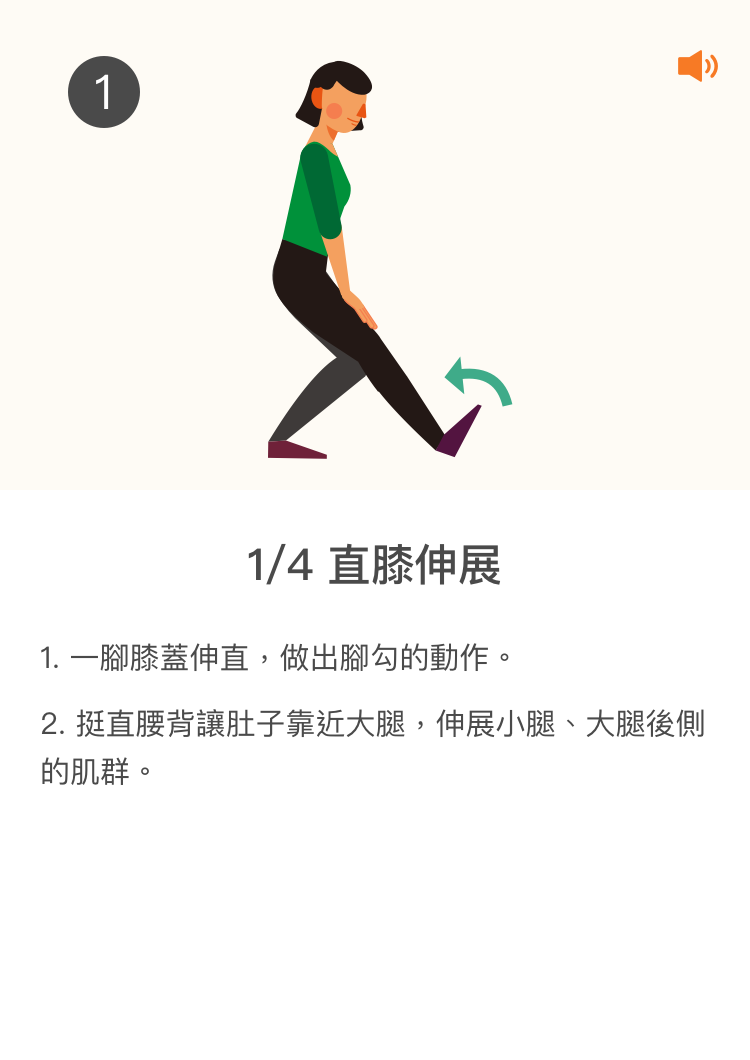 1
1/4 直膝伸展
1. 一腳膝蓋伸直，做出腳勾的動作。
2. 挺直腰背讓肚子靠近大腿，伸展小腿、大腿後側
的肌群。